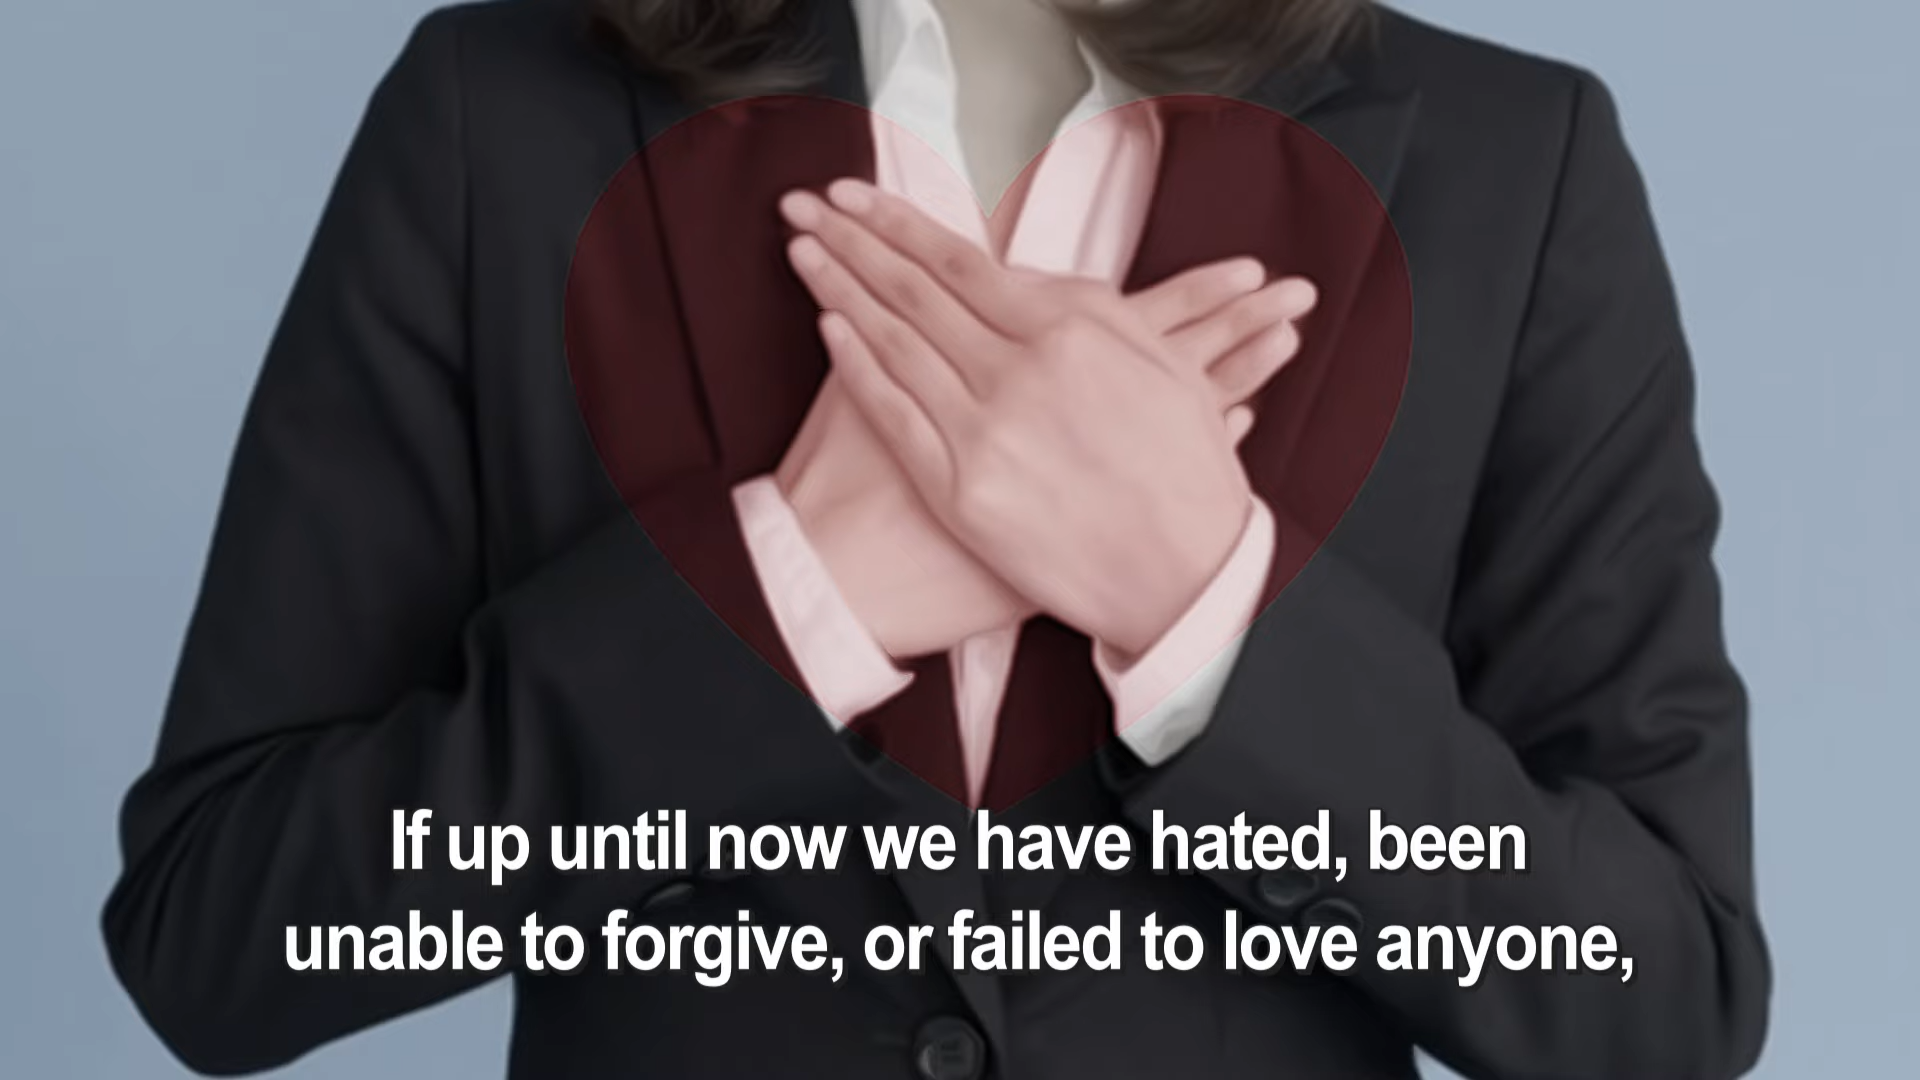 If up until now we have hated, been
unable to forgive, or failed to love anyone,